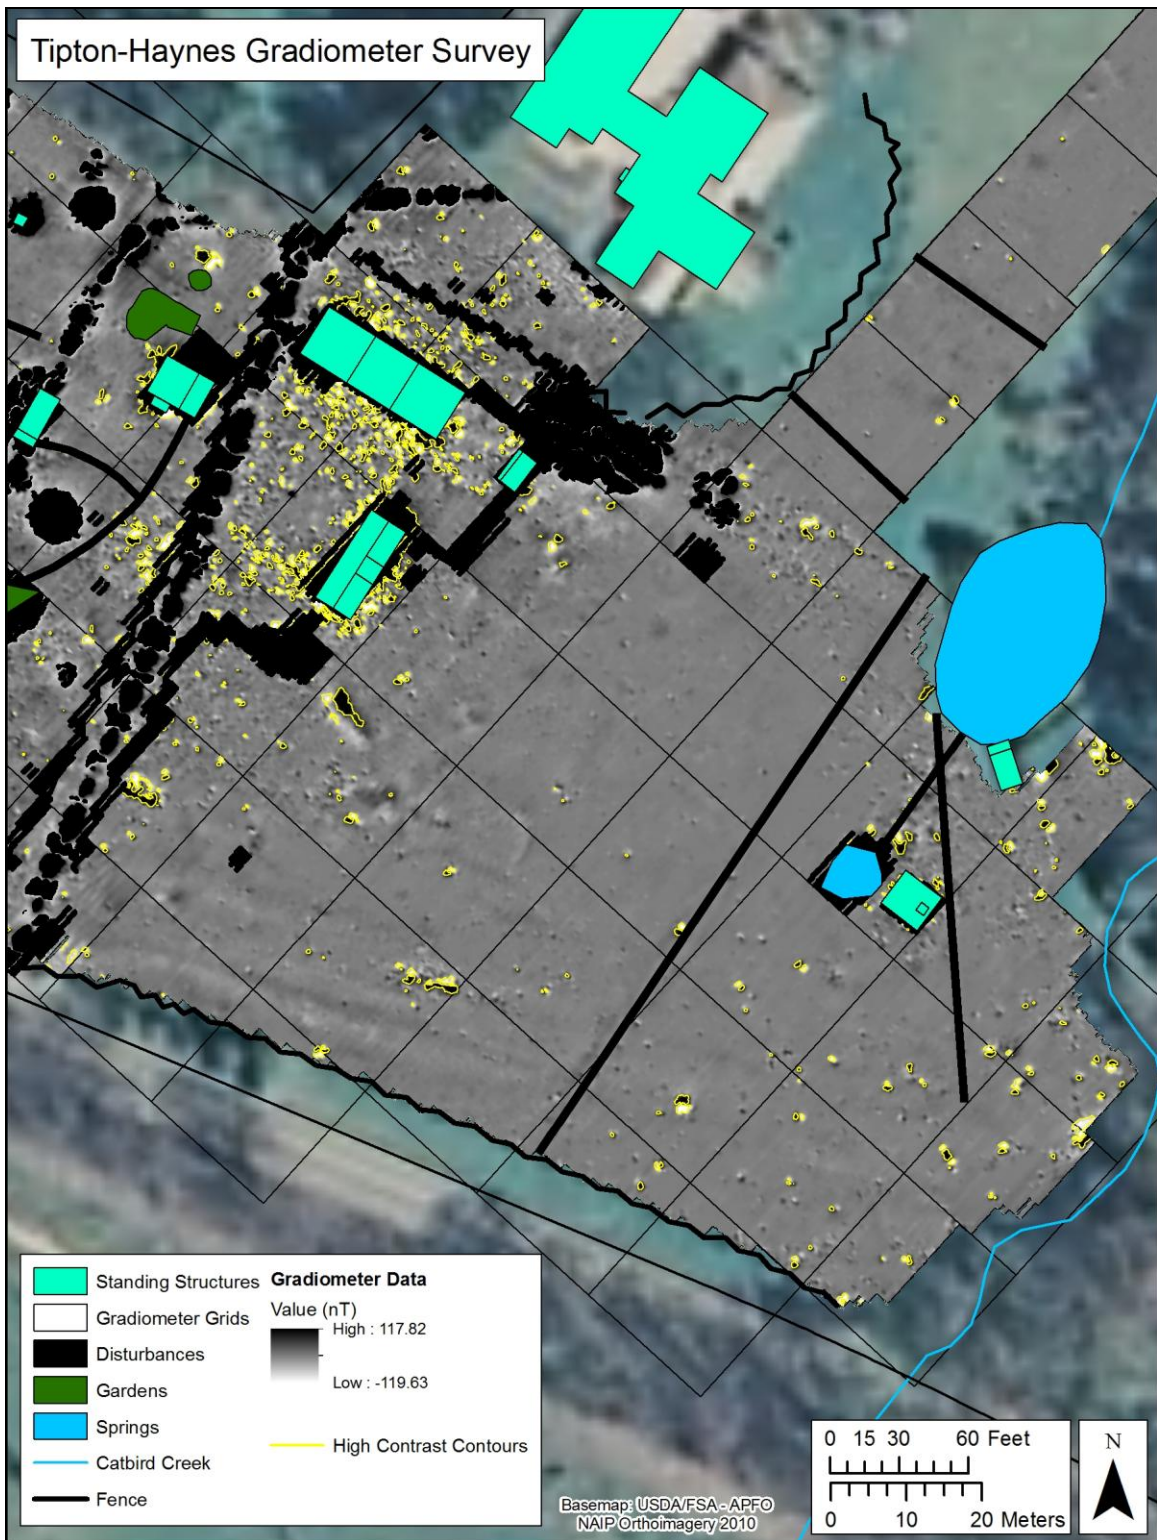 Tipton-Haynes Gradiometer Survey
Standing Structures
Gradiometer Grids
Disturbances
Gardens
Springs
Catbird Creek
Fence
Gradiometer Data
Value (nT)
High : 117.82
Low : -119.63
High Contrast Contours
Basemap: USDA/FSA - APFO
NAIP Orthoimagery 2010
0 15 30 60 Feet
0 10 20 Meters
N